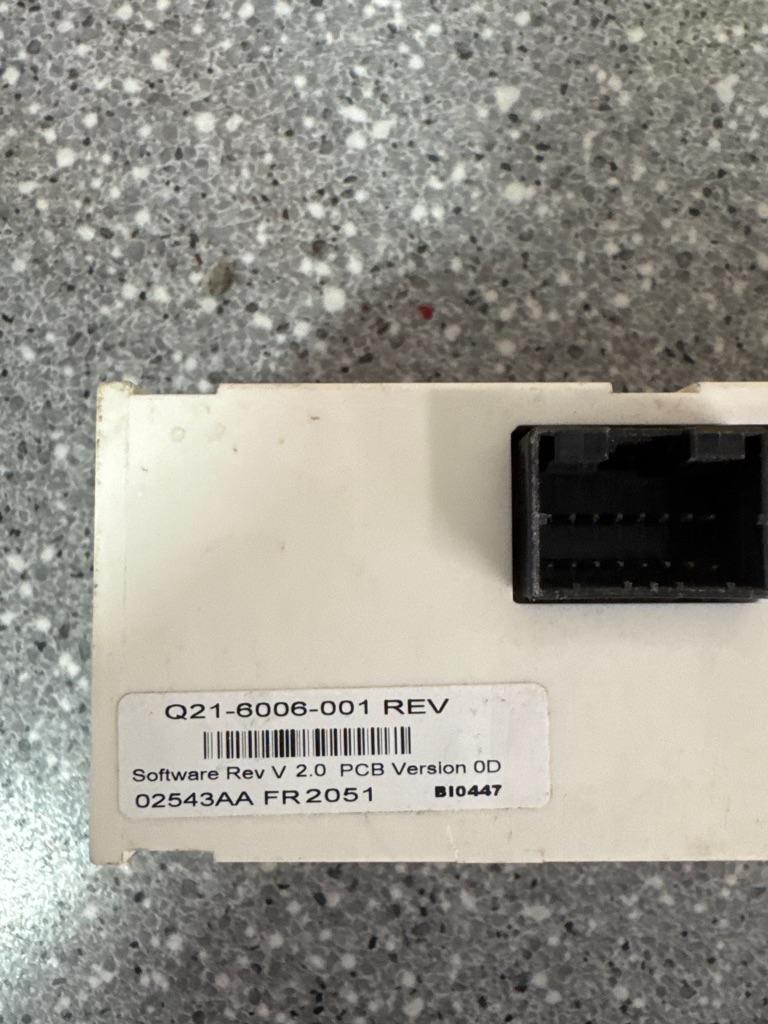 Q21-6006-001 REV
Software Rev V 2.0 PCB Version 0D
02543AA FR2051 BI0447